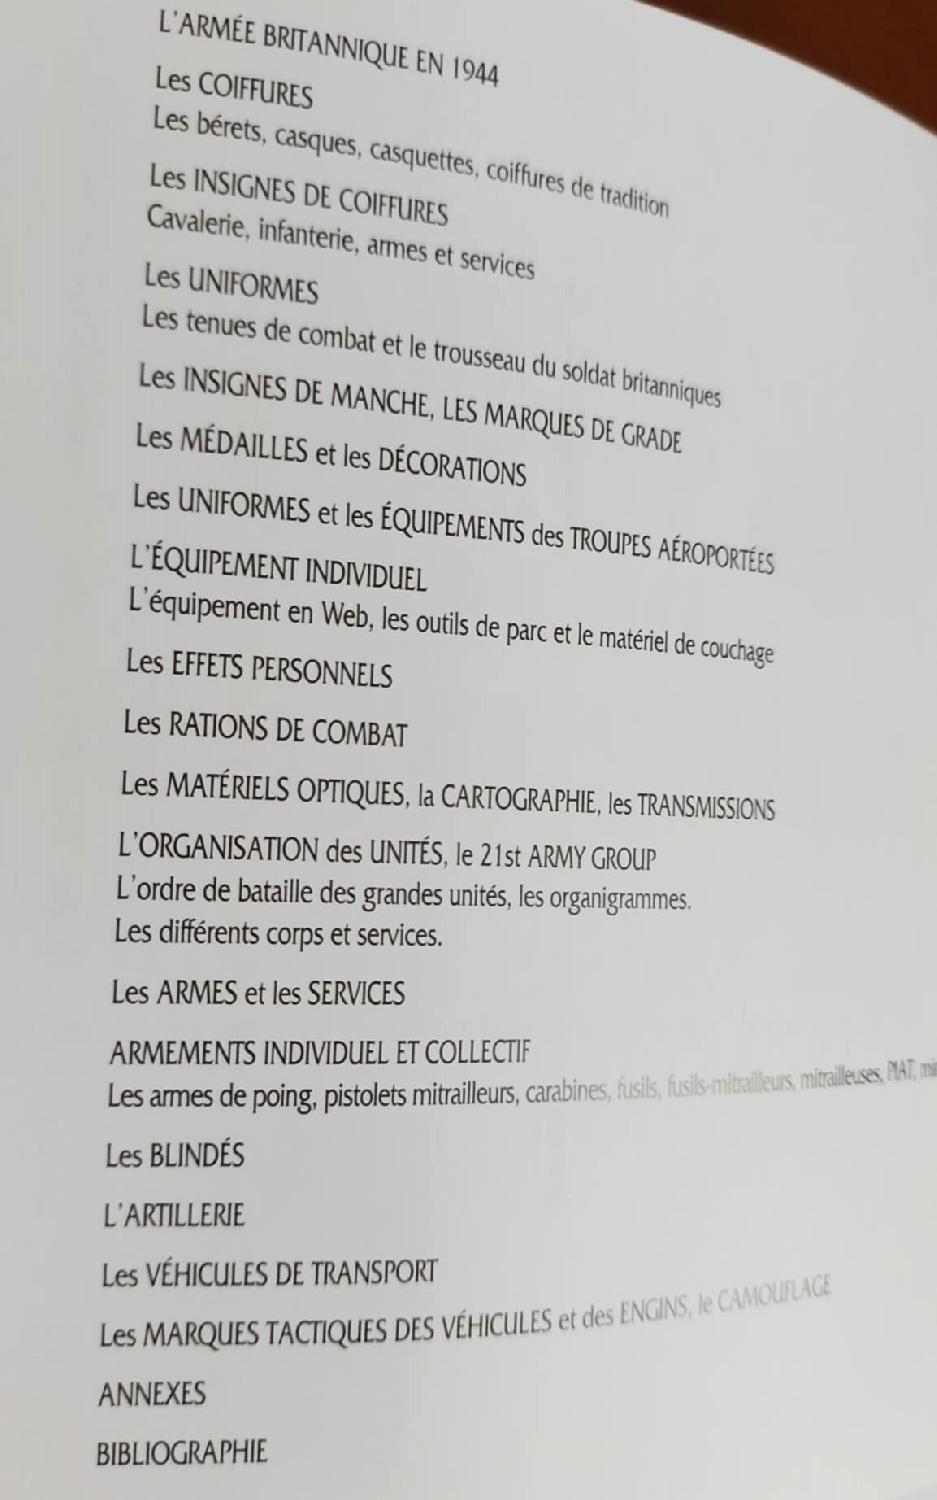 L'ARMÉE BRITANNIQUE EN 1944
Les COIFFURES
Les bérets, casques, casquettes, coiffures de tradition
Les INSIGNES DE COIFFURES
Cavalerie, infanterie, armes et services
Les UNIFORMES
Les tenues de combat et le trousseau du soldat britanniques
Les INSIGNES DE MANCHE, LES MARQUES DE GRADE
Les MÉDAILLES et les DÉCORATIONS
Les UNIFORMES et les ÉQUIPEMENTS des TROUPES AÉROPORTÉES
L'ÉQUIPEMENT INDIVIDUEL
L'équipement en Web, les outils de parc et le matériel de couchage
Les EFFETS PERSONNELS
Les RATIONS DE COMBAT
Les MATÉRIELS OPTIQUES, la CARTOGRAPHIE, les TRANSMISSIONS
L'ORGANISATION des UNITÉS, le 21st ARMY GROUP
L'ordre de bataille des grandes unités, les organigrammes.
Les différents corps et services.
Les ARMES et les SERVICES
ARMEMENTS INDIVIDUEL ET COLLECTIF
Les armes de poing, pistolets mitrailleurs, carabines, fusils, fusils-mitrailleurs, mitrailleuses, PIAT,
Les BLINDÉS
L'ARTILLERIE
Les VÉHICULES DE TRANSPORT
Les MARQUES TACTIQUES DES VÉHICULES et des ENGINS, le CAMOUFLAGE
ANNEXES
BIBLIOGRAPHIE